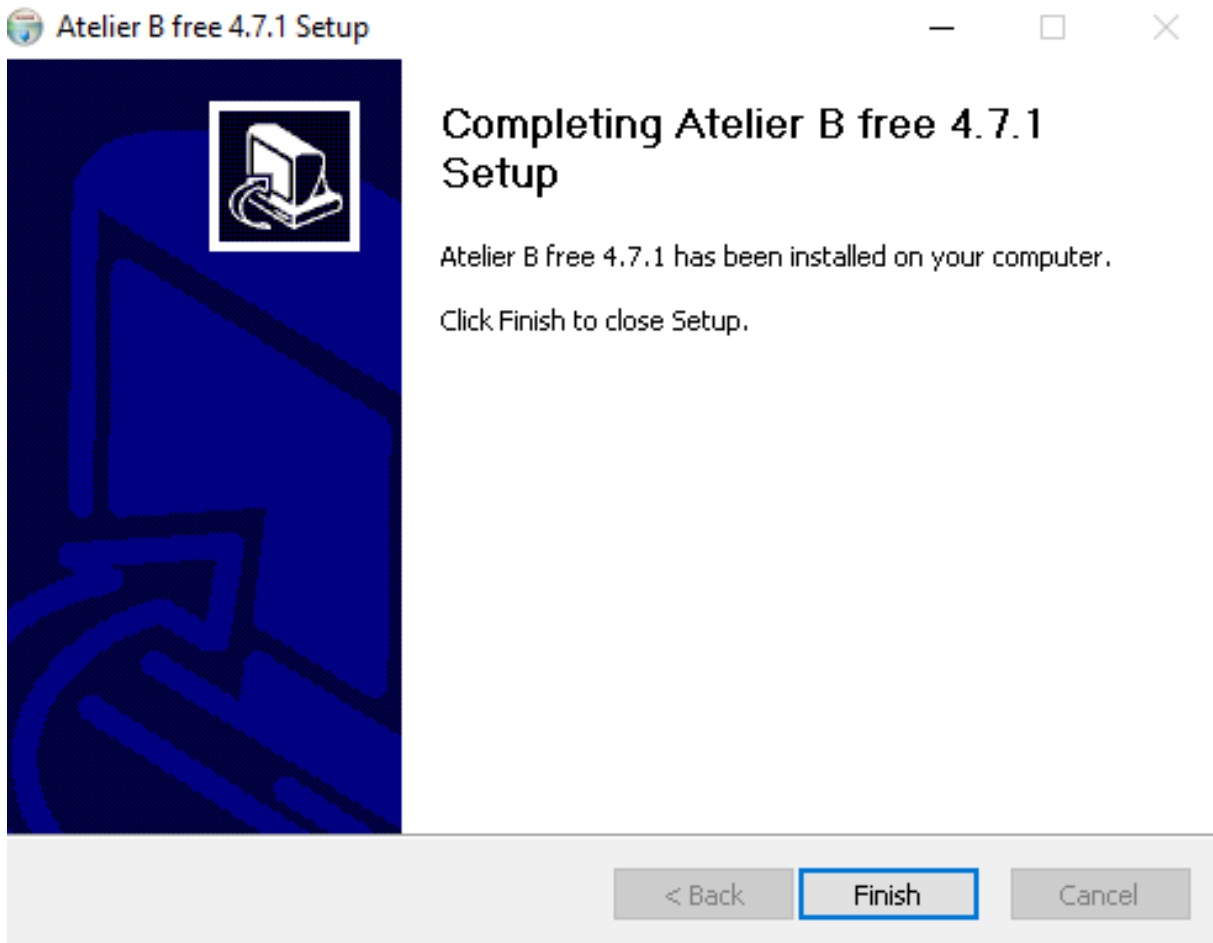 Atelier B free 4.7.1 Setup
Completing Atelier B free 4.7.1
Setup
Atelier B free 4.7.1 has been installed on your computer.
Click Finish to close Setup.
< Back
Finish
Cancel